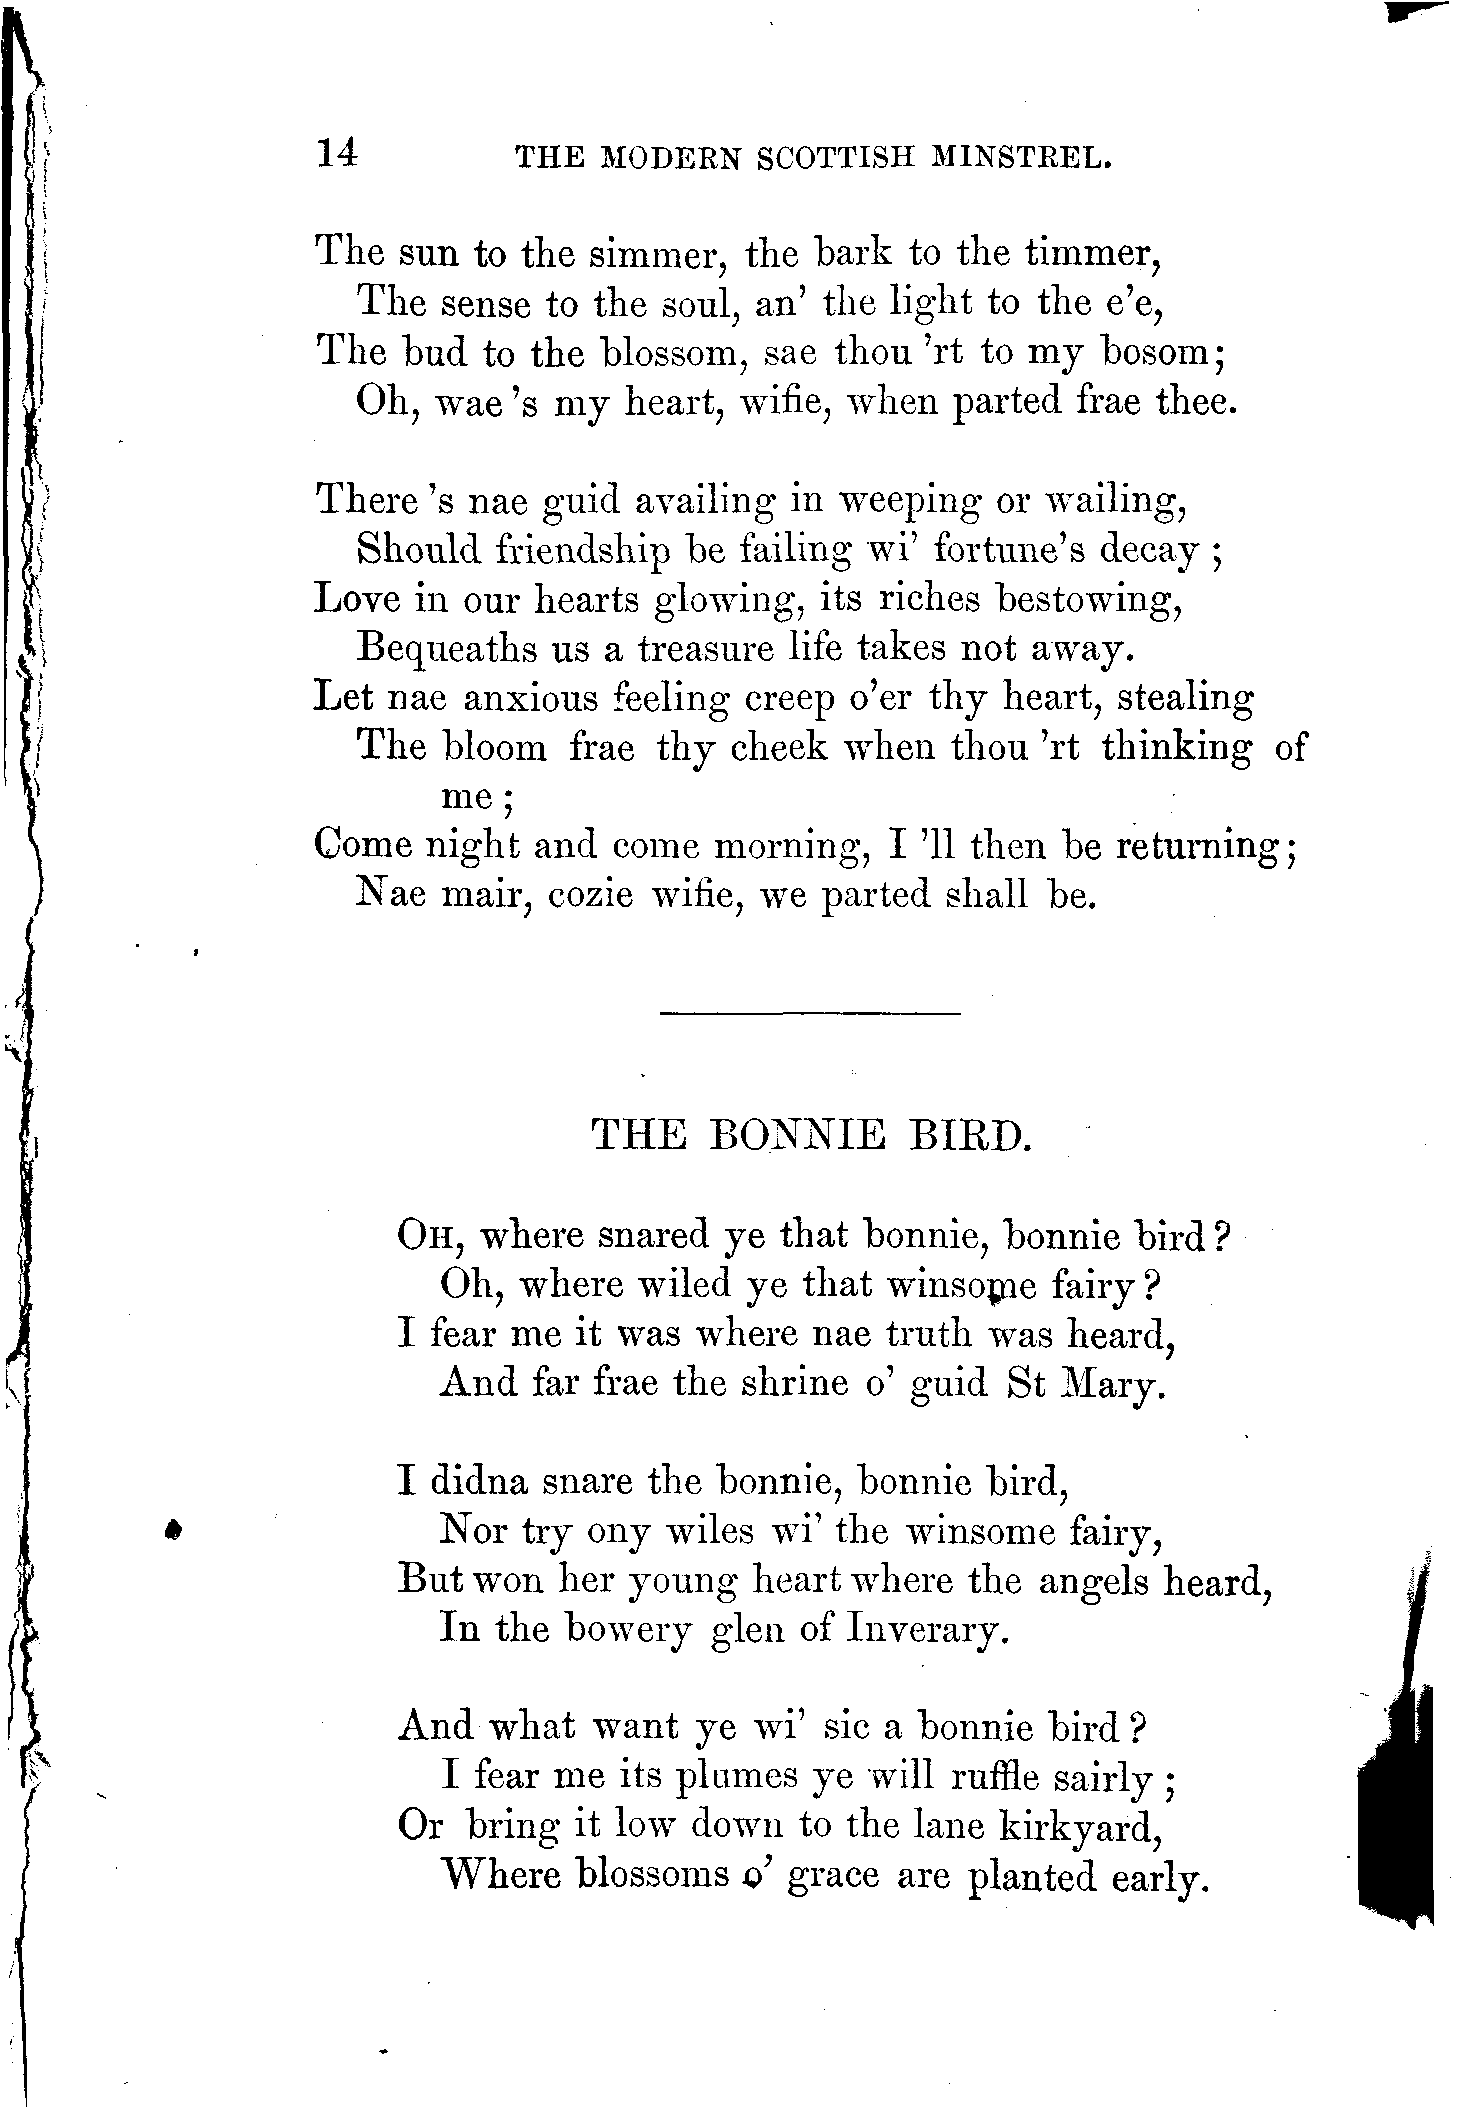 14 THE MODERN SCOTTISH MINSTREL.
The sun to the simmer, the bark to the timmer,
The sense to the soul, an' the light to the e'e,
The bud to the blossom, sae thou 'rt to my bosom;
Oh, wae 's my heart, wifie, when parted frae thee.
There 's nae guid availing in weeping or wailing,
Should friendship be failing wi' fortune's decay ;
Love in our hearts glowing, its riches bestowing,
Bequeaths us a treasure life takes not away.
Let nae anxious feeling creep o'er thy heart, stealing
The bloom frae thy cheek when thou 'rt thinking of
me ;
Come night and come morning, I 'll then be returning;
Nae mair, cozie wifie, we parted shall be.
THE BONNIE BIRD.
OH, where snared ye that bonnie, bonnie bird ?
Oh, where wiled ye that winsome fairy ?
I fear me it was where nae truth was heard,
And far frae the shrine o' guid St Mary.
I didna snare the bonnie, bonnie bird,
Nor try ony wiles wi' the winsome fairy,
But won her young heart where the angels heard,
In the bowery glen of Inverary.
And what want ye wi' sic a bonnie bird ?
I fear me its plumes ye will ruffle sairly ;
Or bring it low down to the lane kirkyard,
Where blossoms o' grace are planted early.